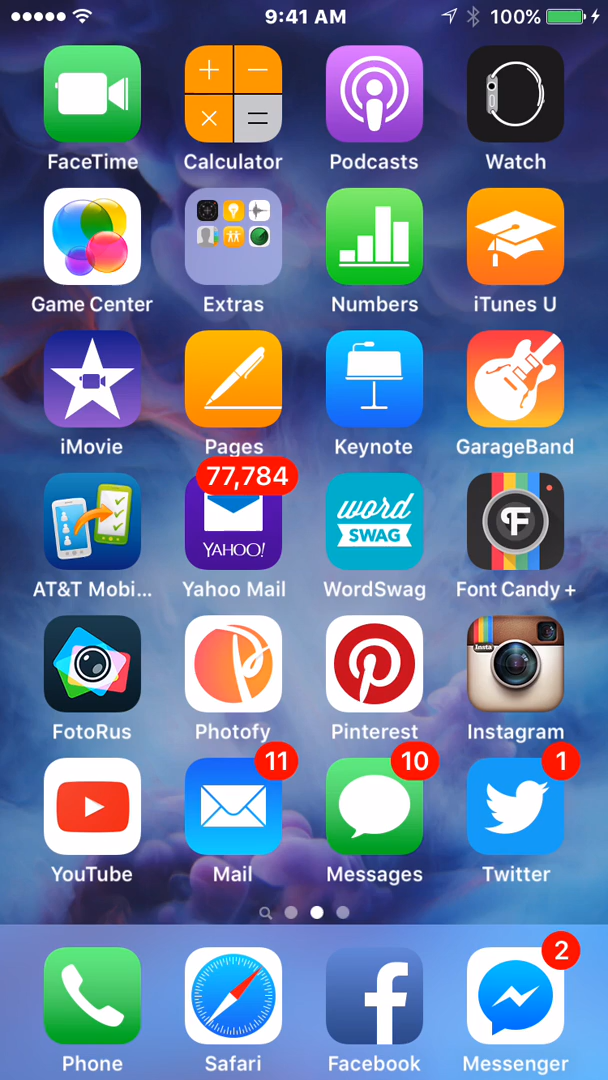 9:41 AM 100%
FaceTime Calculator Podcasts Watch
Game Center Extras Numbers iTunes U
iMovie Pages Keynote GarageBand
77,784
YAHOO!
word
SWAG
Insta
AT&T Mobi... Yahoo Mail WordSwag Font Candy +
FotoRus Photofy Pinterest Instagram
11 10 1
YouTube Mail Messages Twitter
2
Phone Safari Facebook Messenger